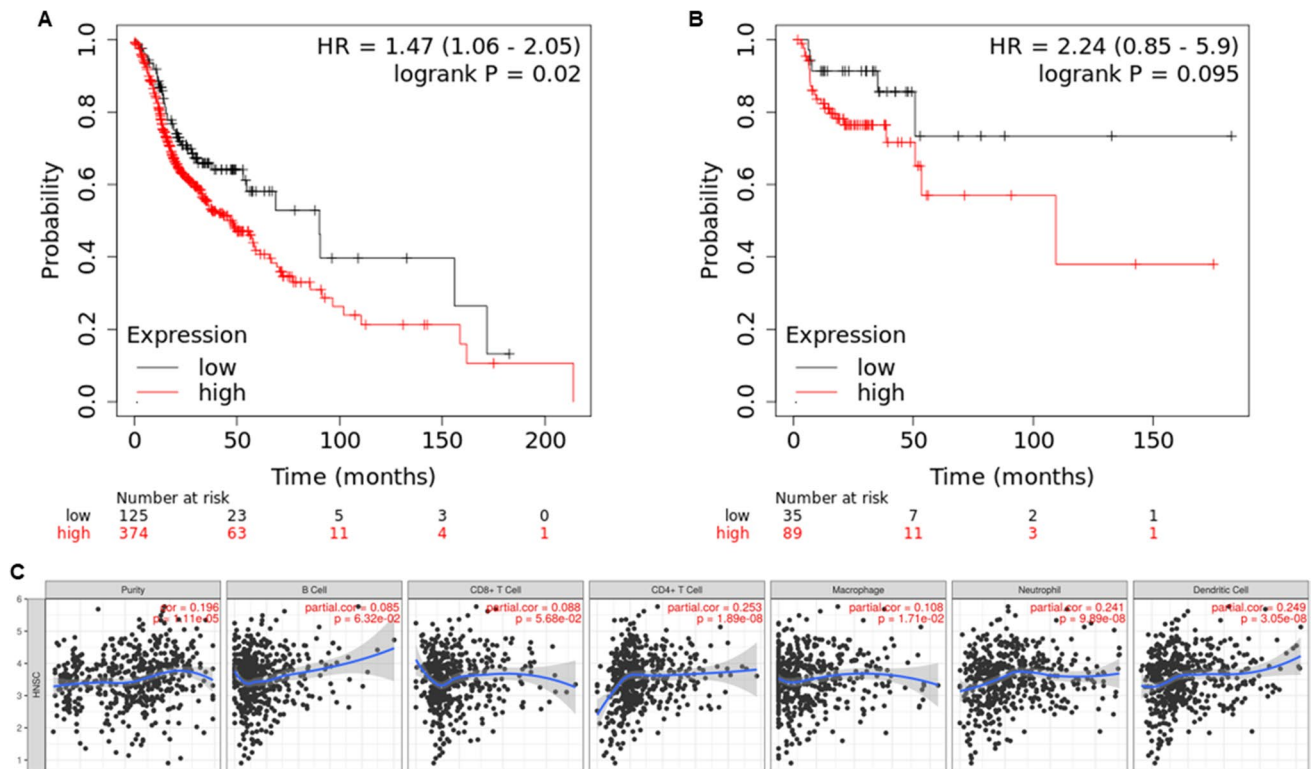 A
HR = 1.47 (1.06 - 2.05)
logrank P = 0.02
1.0
0.8
0.6
0.4
0.2
0.0
Probability
Expression
low
high
0 50 100 150 200
Time (months)
Number at risk
low 125 23 5 3 0
high 374 63 11 4 1
B
HR = 2.24 (0.85 - 5.9)
logrank P = 0.095
1.0
0.8
0.6
0.4
0.2
0.0
Probability
Expression
low
high
0 50 100 150
Time (months)
Number at risk
low 35 7 2 1
high 89 11 3 1
C
Purity B Cell CD8+ T Cell CD4+ T Cell Macrophage Neutrophil Dendritic Cell
cor = 0.196
p = 1.11e-05
partial.cor = 0.085
p = 6.32e-02
partial.cor = 0.088
p = 5.68e-02
partial.cor = 0.253
p = 1.89e-08
partial.cor = 0.108
p = 1.71e-02
partial.cor = 0.241
p = 9.89e-08
partial.cor = 0.249
p = 3.05e-08
HNSC
6
5
4
3
2
1